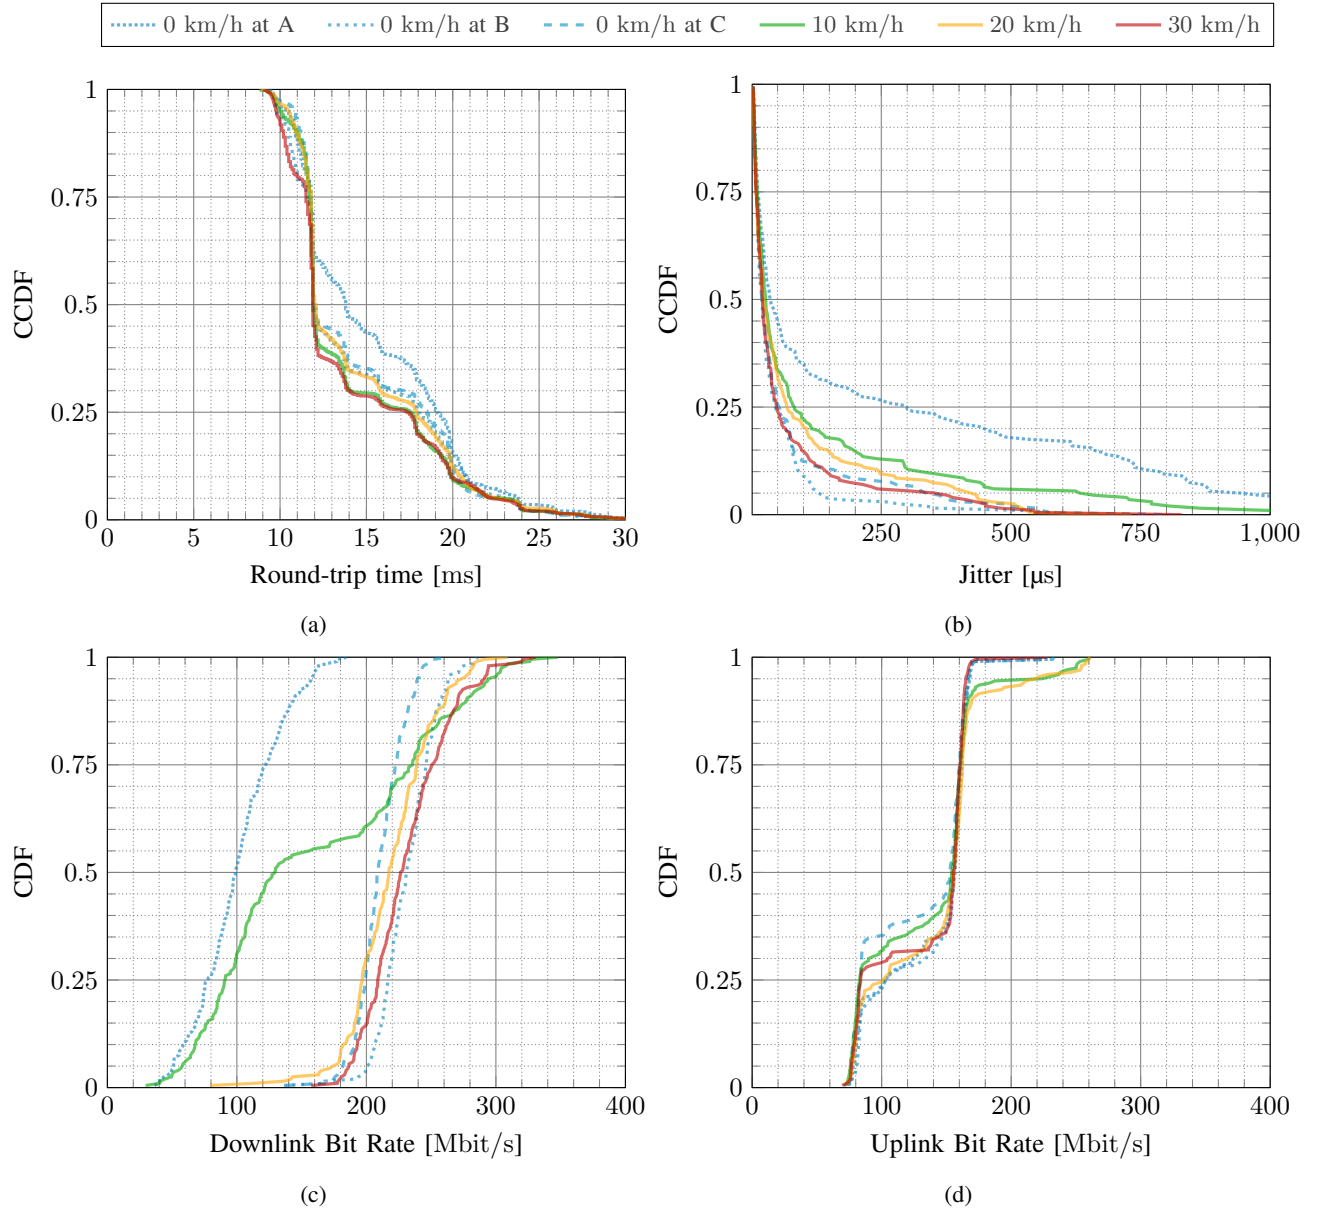 0 km/h at A 0 km/h at B 0 km/h at C 10 km/h 20 km/h 30 km/h
1
0.75
0.5
0.25
0
CCDF
0 5 10 15 20 25 30
Round-trip time [ms]
(a)
1
0.75
0.5
0.25
0
CCDF
250 500 750 1,000
Jitter [µs]
(b)
1
0.75
0.5
0.25
0
CDF
0 100 200 300 400
Downlink Bit Rate [Mbit/s]
(c)
1
0.75
0.5
0.25
0
CDF
0 100 200 300 400
Uplink Bit Rate [Mbit/s]
(d)